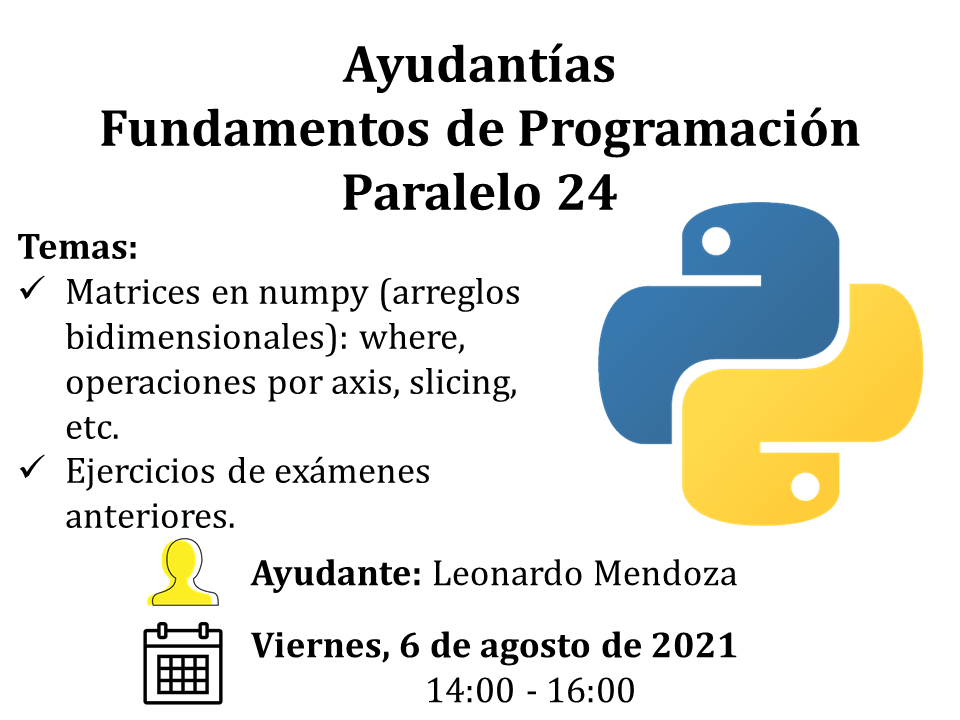 Ayudantías
Fundamentos de Programación
Paralelo 24
Temas:
✓ Matrices en numpy (arreglos
bidimensionales): where,
operaciones por axis, slicing,
etc.
✓ Ejercicios de exámenes
anteriores.
Ayudante: Leonardo Mendoza
Viernes, 6 de agosto de 2021
14:00 - 16:00